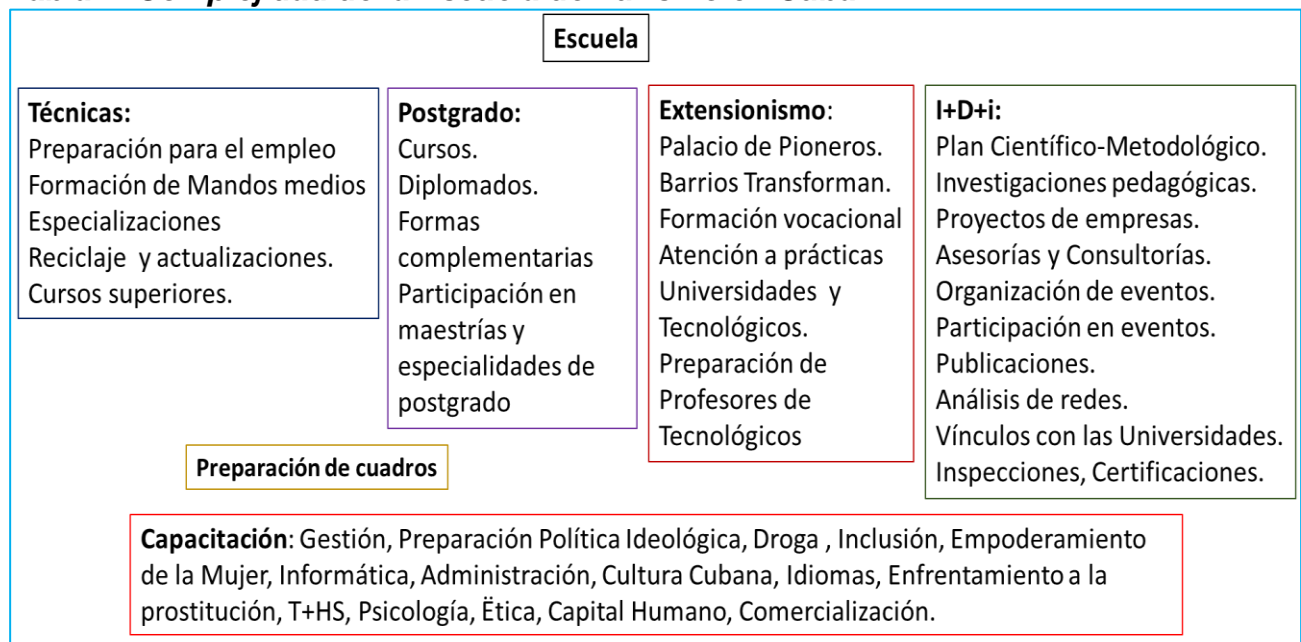 Escuela
Técnicas:
Preparación para el empleo
Formación de Mandos medios
Especializaciones
Reciclaje y actualizaciones.
Cursos superiores.
Postgrado:
Cursos.
Diplomados.
Formas
complementarias
Participación en
maestrías y
especialidades de
postgrado
Extensionismo:
Palacio de Pioneros.
Barrios Transforman.
Formación vocacional
Atención a prácticas
Universidades y
Tecnológicos.
Preparación de
Profesores de
Tecnológicos
I+D+i:
Plan Científico-Metodológico.
Investigaciones pedagógicas.
Proyectos de empresas.
Asesorías y Consultorías.
Organización de eventos.
Participación en eventos.
Publicaciones.
Análisis de redes.
Vínculos con las Universidades.
Inspecciones, Certificaciones.
Preparación de cuadros
Capacitación: Gestión, Preparación Política Ideológica, Droga , Inclusión, Empoderamiento
de la Mujer, Informática, Administración, Cultura Cubana, Idiomas, Enfrentamiento a la
prostitución, T+HS, Psicología, Ëtica, Capital Humano, Comercialización.